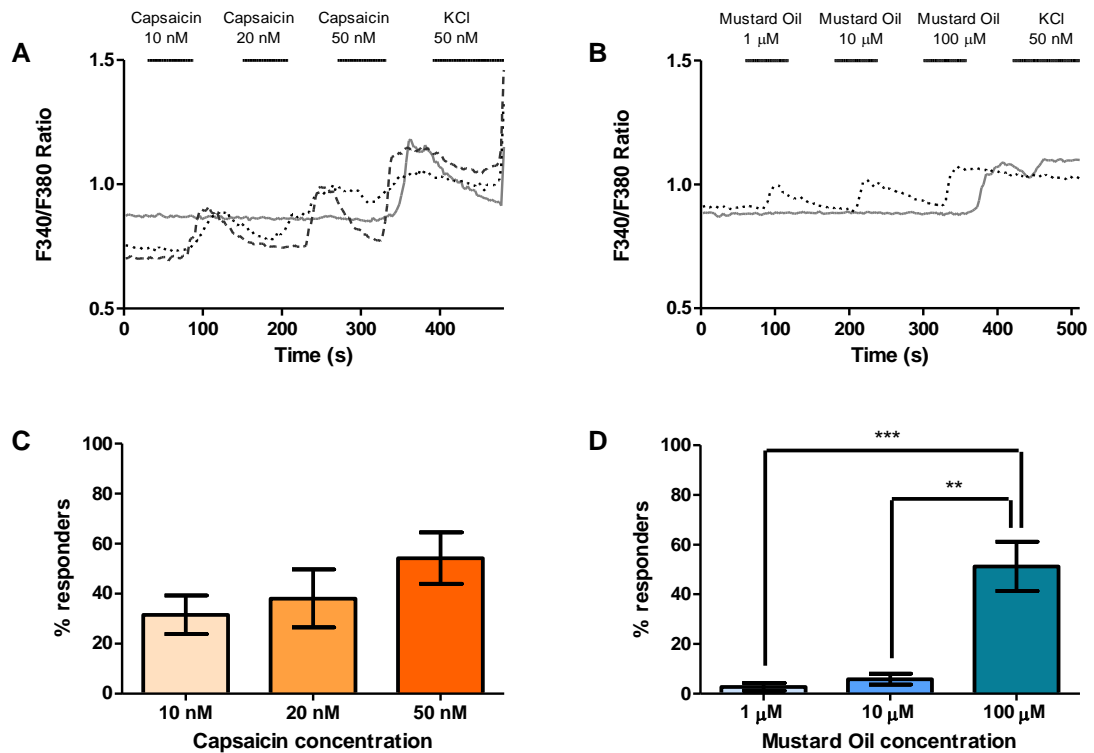 Capsaicin Capsaicin Capsaicin KCl
10 nM 20 nM 50 nM 50 nM
A
1.5
1.0
0.5
F340/F380 Ratio
0 100 200 300 400
Time (s)
Mustard Oil Mustard Oil Mustard Oil KCl
1 μM 10 μM 100 μM 50 nM
B
1.5
1.0
0.5
F340/F380 Ratio
0 100 200 300 400 500
Time (s)
C
100
80
60
40
20
0
% responders
10 nM 20 nM 50 nM
Capsaicin concentration
D
100
80
60
40
20
0
% responders
***
**
1 μM 10 μM 100 μM
Mustard Oil concentration